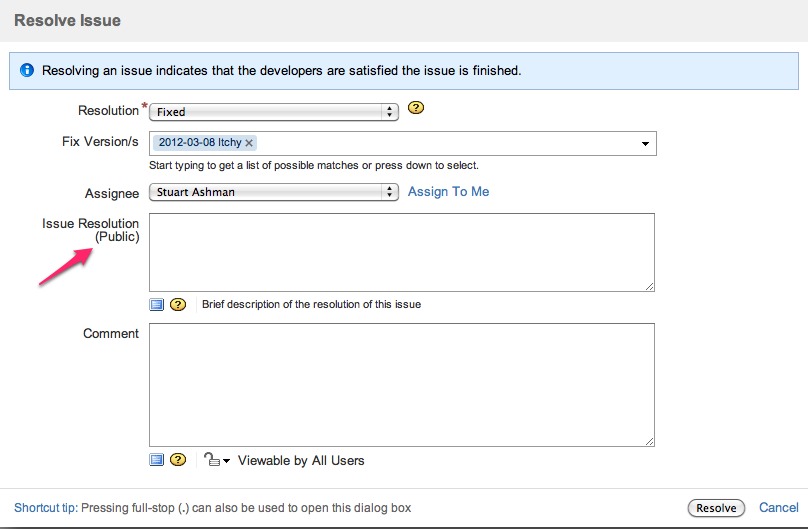 Resolve Issue
Resolving an issue indicates that the developers are satisfied the issue is finished.
Resolution * Fixed ?
Fix Version/s 2012-03-08 Itchy ×
Start typing to get a list of possible matches or press down to select.
Assignee Stuart Ashman Assign To Me
Issue Resolution
(Public)
? Brief description of the resolution of this issue
Comment
? Viewable by All Users
Shortcut tip: Pressing full-stop (.) can also be used to open this dialog box Resolve Cancel